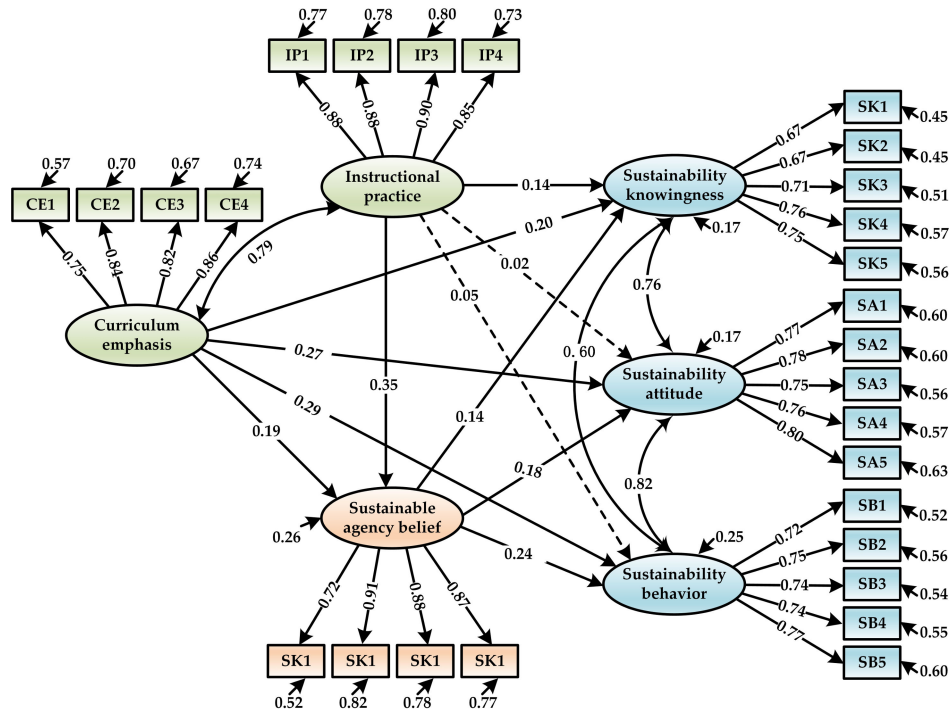 0.77 0.78 0.80 0.73
IP1 IP2 IP3 IP4
0.88 0.88 0.90 0.85
0.57 0.70 0.67 0.74
CE1 CE2 CE3 CE4
0.75 0.84 0.82 0.86
0.79
Instructional
practice
Curriculum
emphasis
0.14
0.20
0.02
0.05
0.27
0.29
0.35
0.14
0.19
0.18
0.24
Sustainable
agency belief
0.26
0.72 0.91 0.88 0.87
SK1 SK1 SK1 SK1
0.52 0.82 0.78 0.77
Sustainability
knowingness
0.17
0.76
0. 60
Sustainability
attitude
0.17
0.82
Sustainability
behavior
0.25
0.67 SK1 0.45
0.67 SK2 0.45
0.71 SK3 0.51
0.76 SK4 0.57
0.75 SK5 0.56
0.77 SA1 0.60
0.78 SA2 0.60
0.75 SA3 0.56
0.76 SA4 0.57
0.80 SA5 0.63
0.72 SB1 0.52
0.75 SB2 0.56
0.74 SB3 0.54
0.74 SB4 0.55
0.77 SB5 0.60